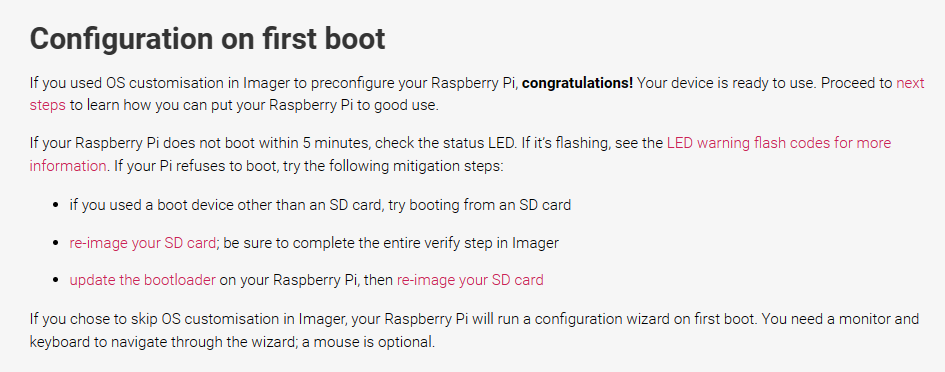 Configuration on first boot
If you used OS customisation in Imager to preconfigure your Raspberry Pi, congratulations! Your device is ready to use. Proceed to next
steps to learn how you can put your Raspberry Pi to good use.
If your Raspberry Pi does not boot within 5 minutes, check the status LED. If it’s flashing, see the LED warning flash codes for more
information. If your Pi refuses to boot, try the following mitigation steps:
• if you used a boot device other than an SD card, try booting from an SD card
• re-image your SD card; be sure to complete the entire verify step in Imager
• update the bootloader on your Raspberry Pi, then re-image your SD card
If you chose to skip OS customisation in Imager, your Raspberry Pi will run a configuration wizard on first boot. You need a monitor and
keyboard to navigate through the wizard; a mouse is optional.